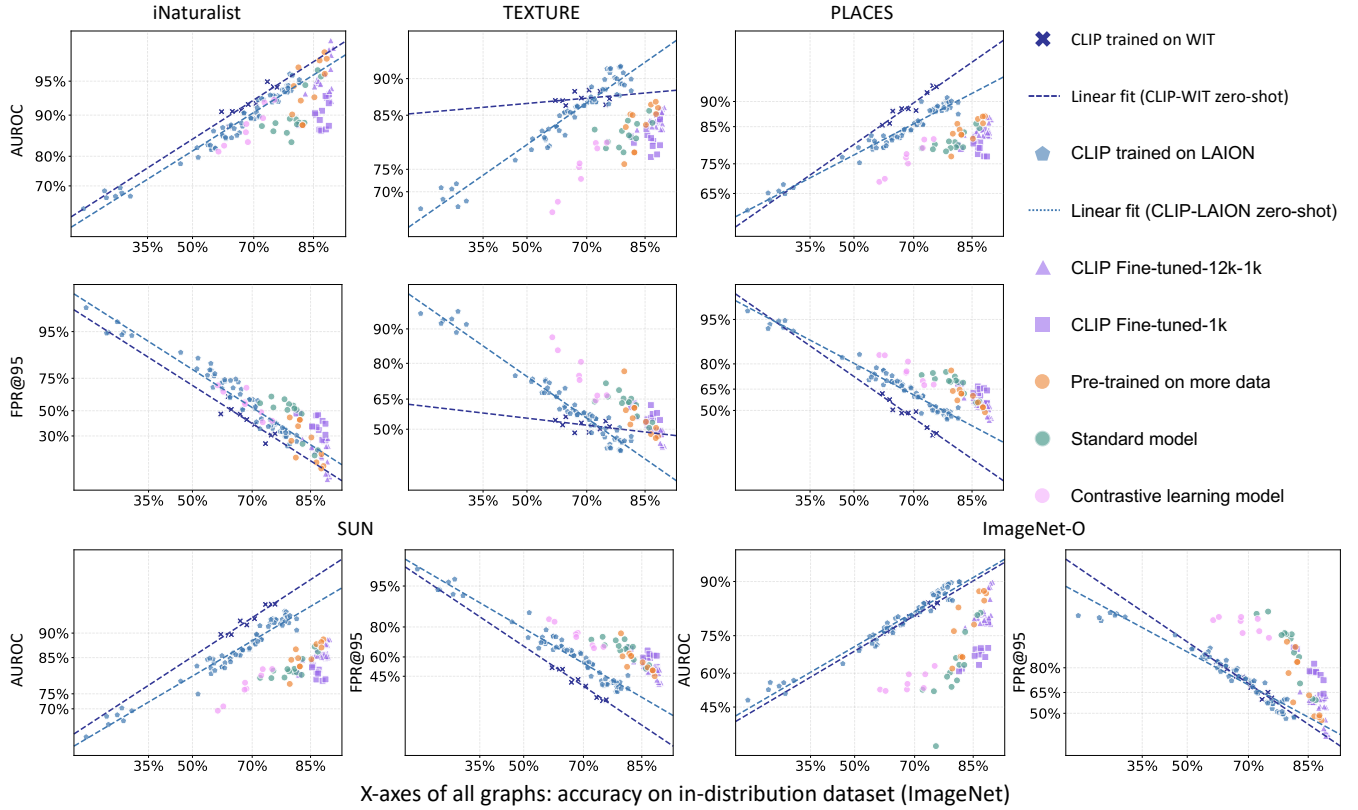 iNaturalist
TEXTURE
PLACES
AUROC
95%
90%
80%
70%
35% 50% 70% 85%
90%
85%
75%
70%
35% 50% 70% 85%
90%
85%
75%
65%
35% 50% 70% 85%
CLIP trained on WIT
Linear fit (CLIP-WIT zero-shot)
CLIP trained on LAION
Linear fit (CLIP-LAION zero-shot)
CLIP Fine-tuned-12k-1k
CLIP Fine-tuned-1k
Pre-trained on more data
Standard model
Contrastive learning model
FPR@95
95%
75%
50%
30%
35% 50% 70% 85%
90%
65%
50%
35% 50% 70% 85%
95%
80%
65%
50%
35% 50% 70% 85%
SUN
ImageNet-O
AUROC
90%
85%
75%
70%
35% 50% 70% 85%
FPR@95
95%
80%
60%
45%
35% 50% 70% 85%
AUROC
90%
75%
60%
45%
35% 50% 70% 85%
FPR@95
80%
65%
50%
35% 50% 70% 85%
X-axes of all graphs: accuracy on in-distribution dataset (ImageNet)